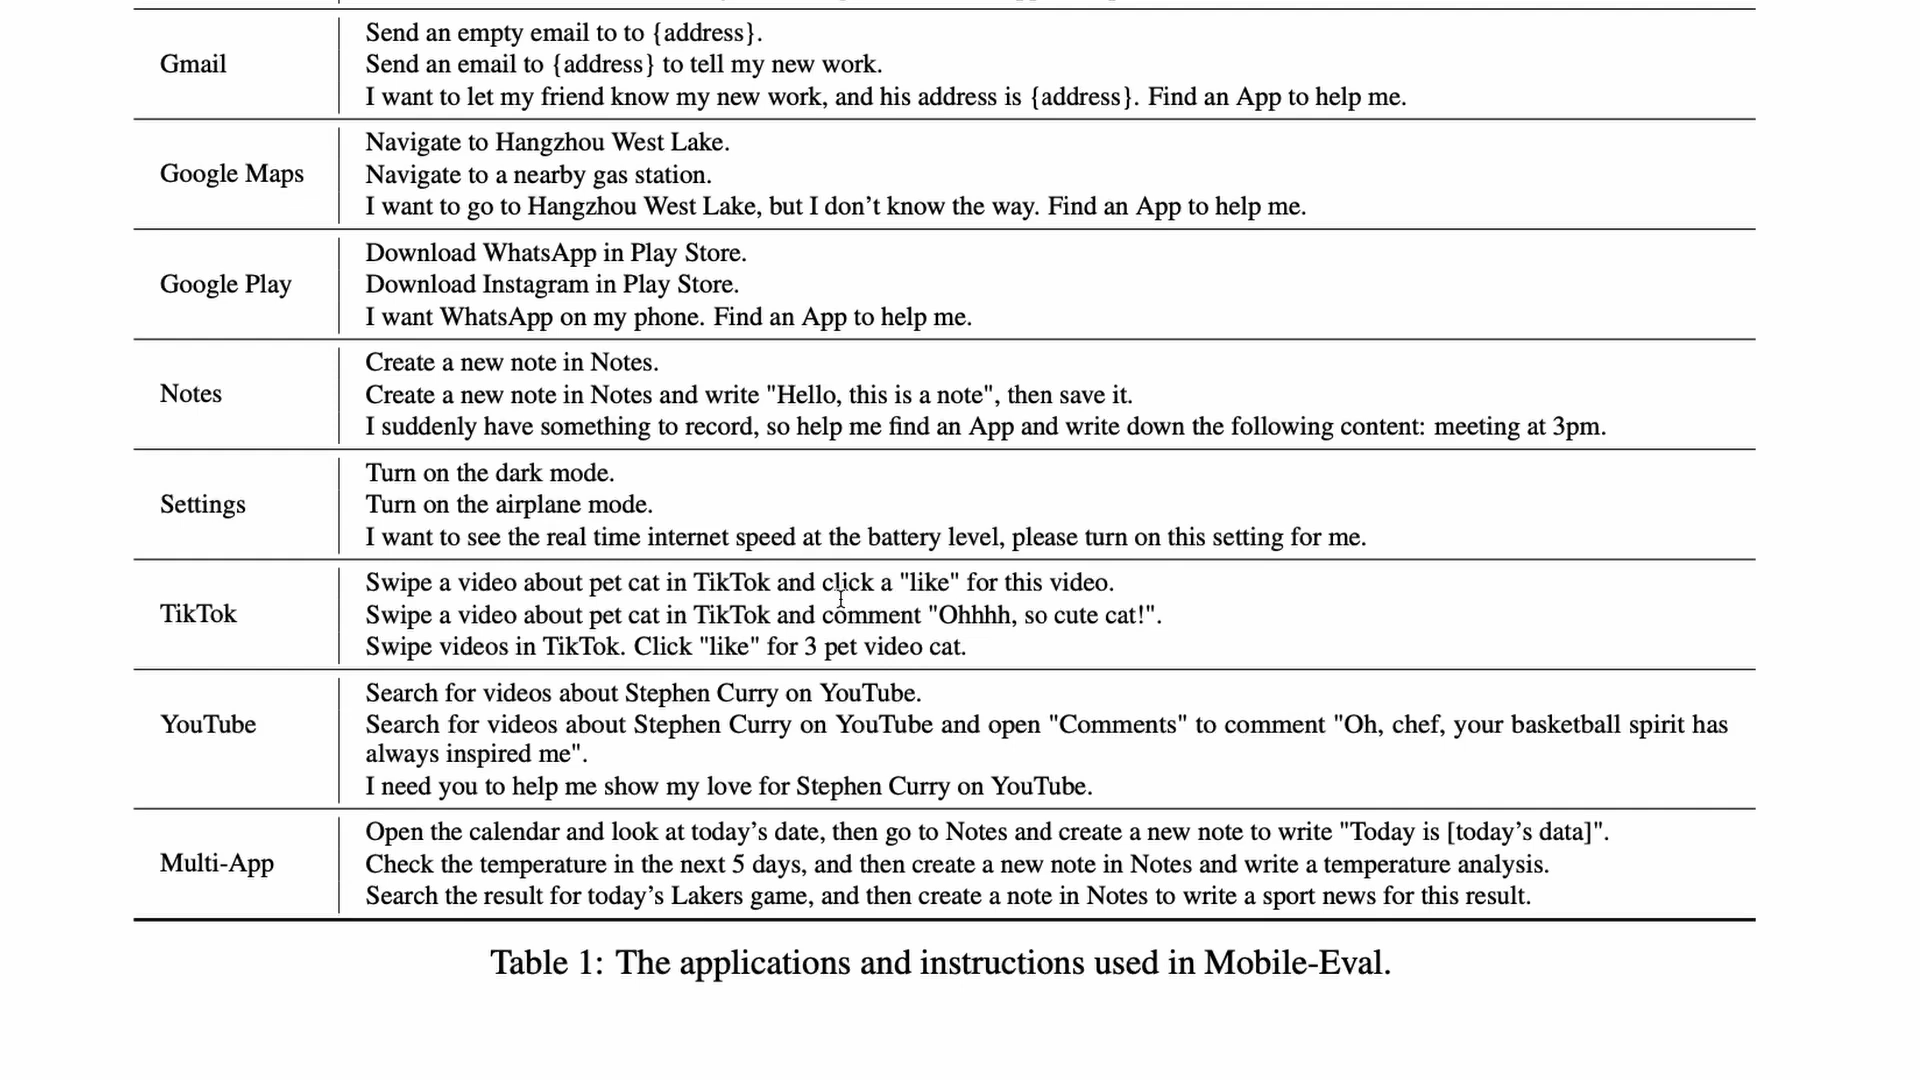 Gmail
Send an empty email to to {address}.
Send an email to {address} to tell my new work.
I want to let my friend know my new work, and his address is {address}. Find an App to help me.
Google Maps
Navigate to Hangzhou West Lake.
Navigate to a nearby gas station.
I want to go to Hangzhou West Lake, but I don’t know the way. Find an App to help me.
Google Play
Download WhatsApp in Play Store.
Download Instagram in Play Store.
I want WhatsApp on my phone. Find an App to help me.
Notes
Create a new note in Notes.
Create a new note in Notes and write "Hello, this is a note", then save it.
I suddenly have something to record, so help me find an App and write down the following content: meeting at 3pm.
Settings
Turn on the dark mode.
Turn on the airplane mode.
I want to see the real time internet speed at the battery level, please turn on this setting for me.
TikTok
Swipe a video about pet cat in TikTok and click a "like" for this video.
Swipe a video about pet cat in TikTok and comment "Ohhhh, so cute cat!".
Swipe videos in TikTok. Click "like" for 3 pet video cat.
YouTube
Search for videos about Stephen Curry on YouTube.
Search for videos about Stephen Curry on YouTube and open "Comments" to comment "Oh, chef, your basketball spirit has
always inspired me".
I need you to help me show my love for Stephen Curry on YouTube.
Multi-App
Open the calendar and look at today’s date, then go to Notes and create a new note to write "Today is [today’s data]".
Check the temperature in the next 5 days, and then create a new note in Notes and write a temperature analysis.
Search the result for today’s Lakers game, and then create a note in Notes to write a sport news for this result.
Table 1: The applications and instructions used in Mobile-Eval.